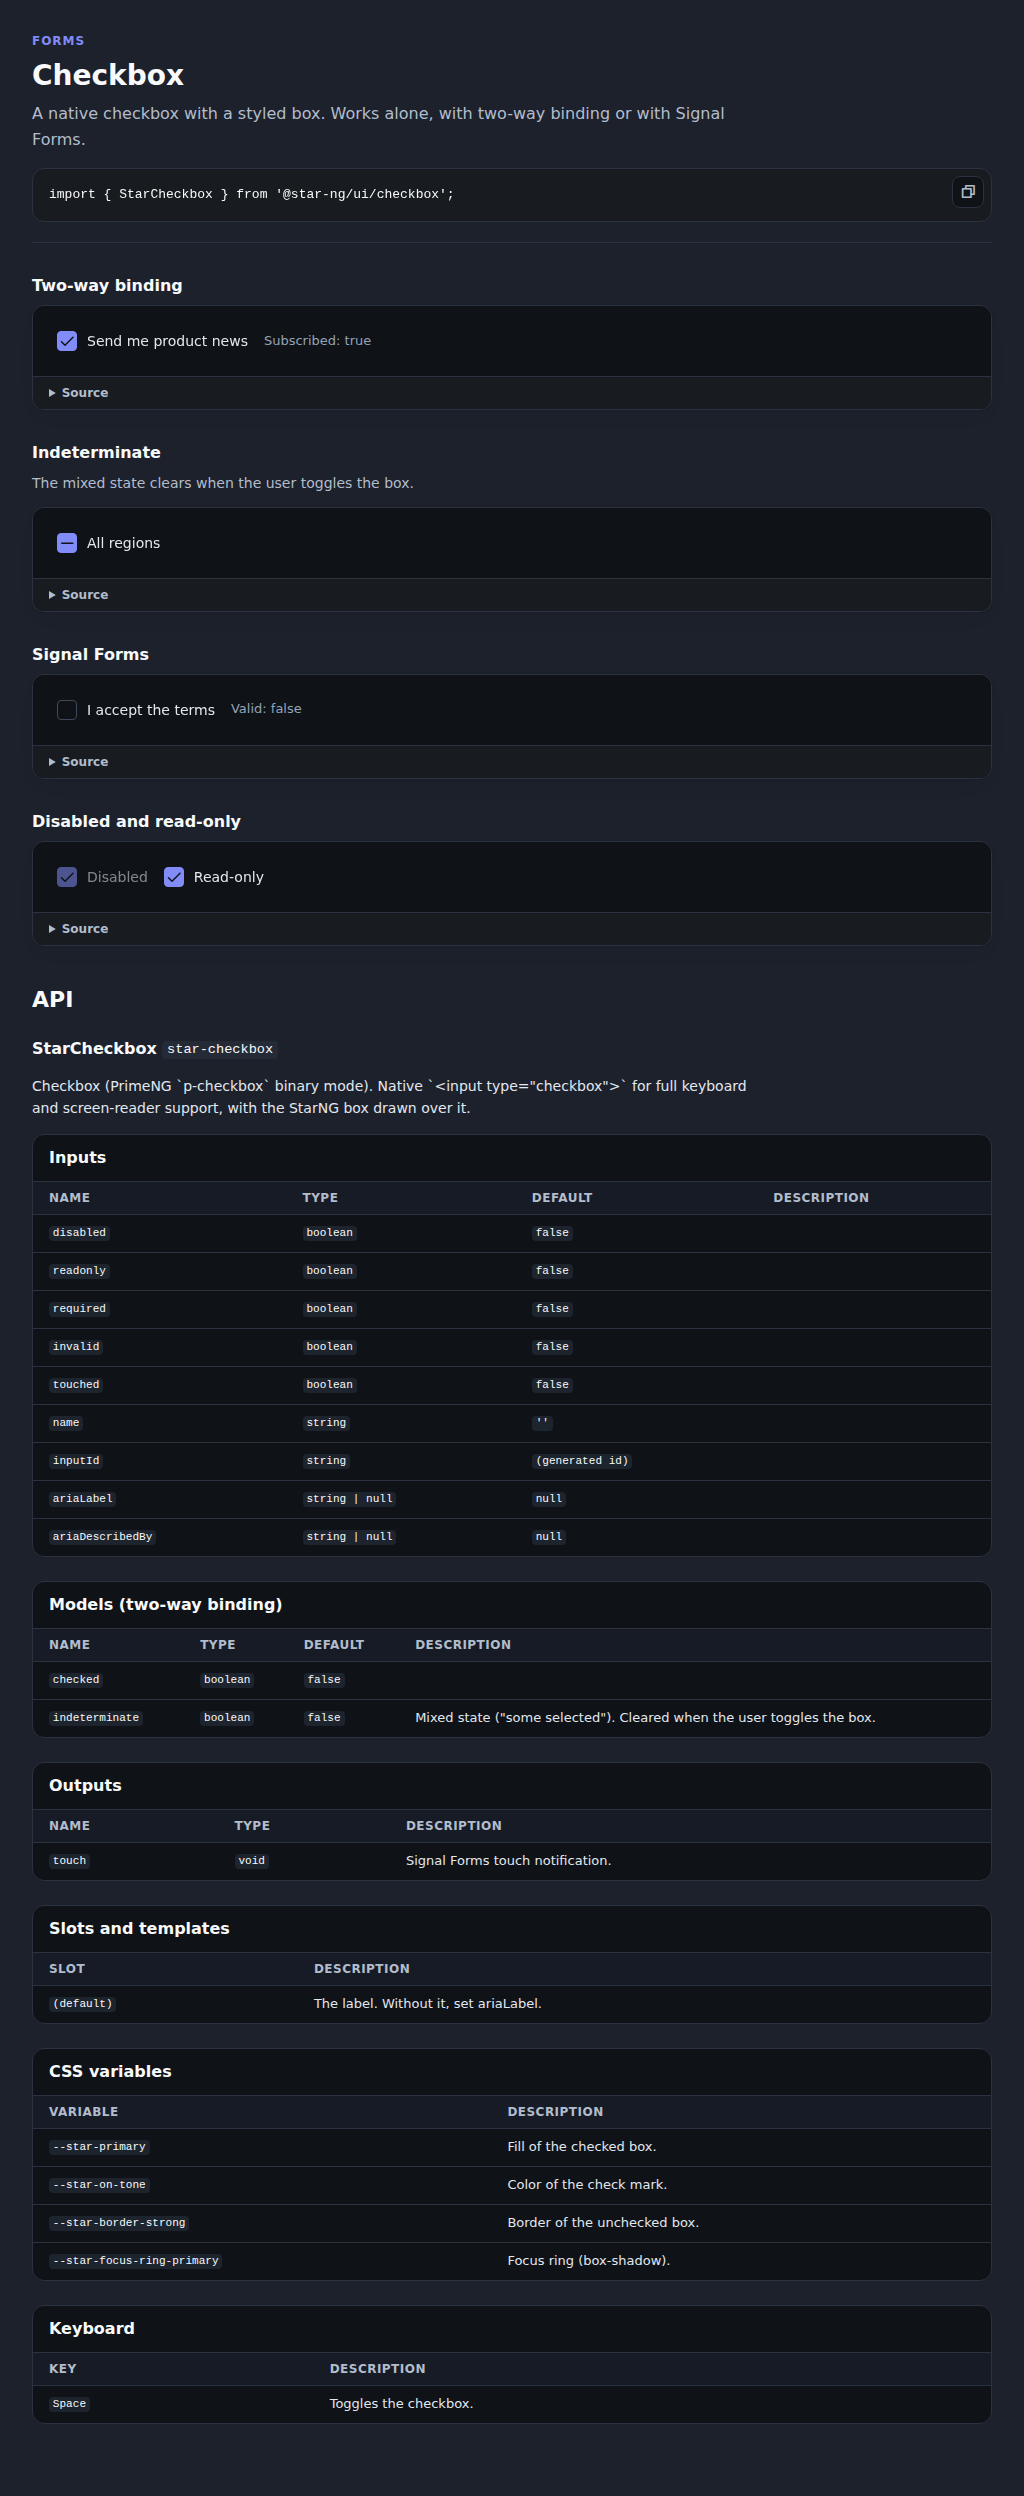 FORMS
Checkbox
A native checkbox with a styled box. Works alone, with two-way binding or with Signal
Forms.
import { StarCheckbox } from '@star-ng/ui/checkbox';
Two-way binding
Send me product news Subscribed: true
Source
Indeterminate
The mixed state clears when the user toggles the box.
All regions
Source
Signal Forms
I accept the terms Valid: false
Source
Disabled and read-only
Disabled Read-only
Source
API
StarCheckbox star-checkbox
Checkbox (PrimeNG `p-checkbox` binary mode). Native `<input type="checkbox">` for full keyboard
and screen-reader support, with the StarNG box drawn over it.
Inputs
NAME TYPE DEFAULT DESCRIPTION
disabled boolean false
readonly boolean false
required boolean false
invalid boolean false
touched boolean false
name string ''
inputId string (generated id)
ariaLabel string | null null
ariaDescribedBy string | null null
Models (two-way binding)
NAME TYPE DEFAULT DESCRIPTION
checked boolean false
indeterminate boolean false Mixed state ("some selected"). Cleared when the user toggles the box.
Outputs
NAME TYPE DESCRIPTION
touch void Signal Forms touch notification.
Slots and templates
SLOT DESCRIPTION
(default) The label. Without it, set ariaLabel.
CSS variables
VARIABLE DESCRIPTION
--star-primary Fill of the checked box.
--star-on-tone Color of the check mark.
--star-border-strong Border of the unchecked box.
--star-focus-ring-primary Focus ring (box-shadow).
Keyboard
KEY DESCRIPTION
Space Toggles the checkbox.